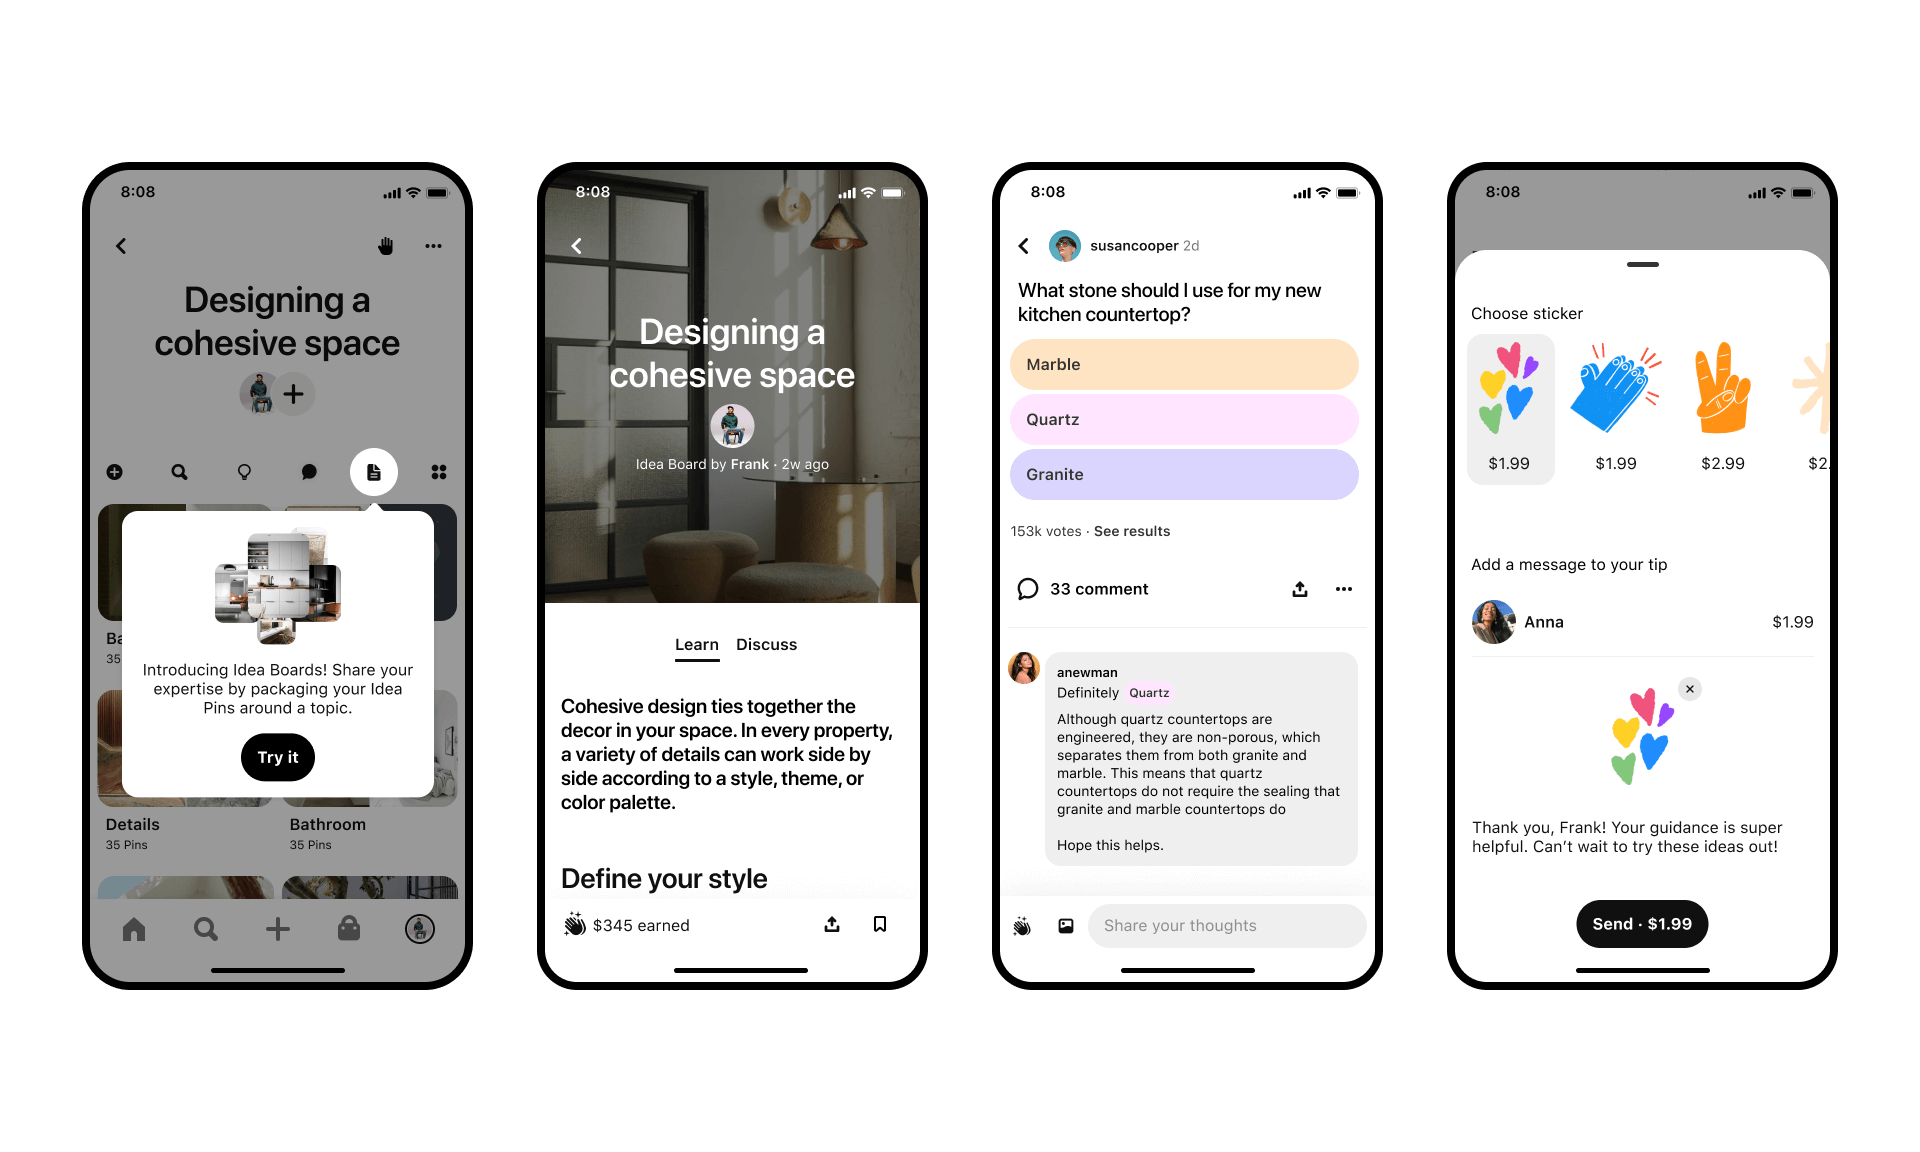 8:08
Designing a
cohesive space
Ba
35
Introducing Idea Boards! Share your
expertise by packaging your Idea
Pins around a topic.
Try it
Details
35 Pins
Bathroom
35 Pins
8:08
Designing a
cohesive space
Idea Board by Frank · 2w ago
Learn
Discuss
Cohesive design ties together the
decor in your space. In every property,
a variety of details can work side by
side according to a style, theme, or
color palette.
Define your style
$345 earned
8:08
susancooper 2d
What stone should I use for my new
kitchen countertop?
Marble
Quartz
Granite
153k votes · See results
33 comment
anewman
Definitely Quartz
Although quartz countertops are
engineered, they are non-porous, which
separates them from both granite and
marble. This means that quartz
countertops do not require the sealing that
granite and marble countertops do
Hope this helps.
Share your thoughts
8:08
Choose sticker
$1.99
$1.99
$2.99
$2.
Add a message to your tip
Anna
$1.99
Thank you, Frank! Your guidance is super
helpful. Can’t wait to try these ideas out!
Send · $1.99